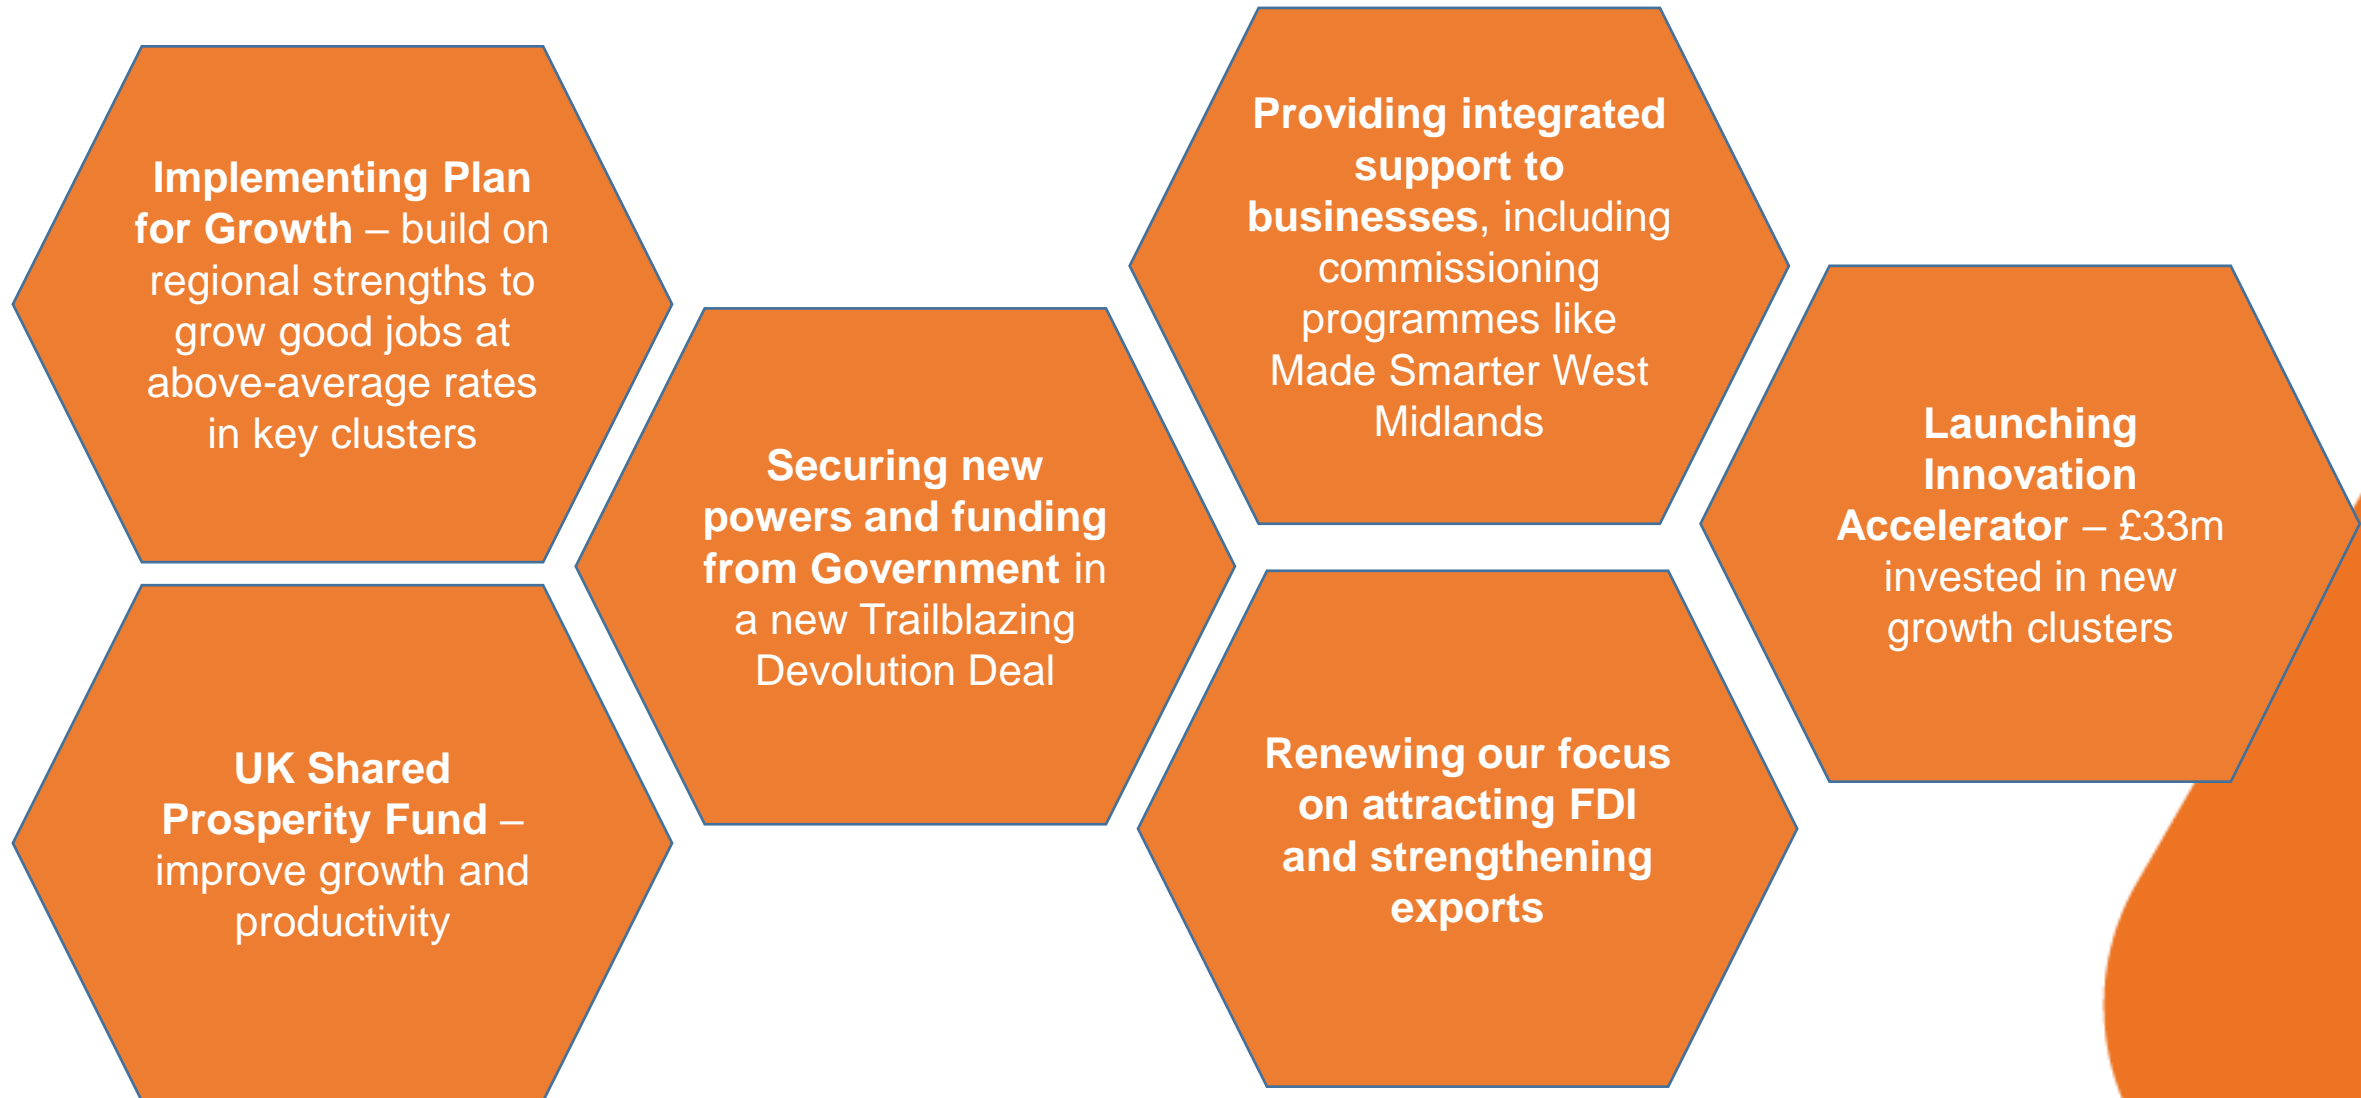 Implementing Plan
for Growth – build on
regional strengths to
grow good jobs at
above-average rates
in key clusters
UK Shared
Prosperity Fund –
improve growth and
productivity
Securing new
powers and funding
from Government in
a new Trailblazing
Devolution Deal
Providing integrated
support to
businesses, including
commissioning
programmes like
Made Smarter West
Midlands
Renewing our focus
on attracting FDI
and strengthening
exports
Launching
Innovation
Accelerator – £33m
invested in new
growth clusters